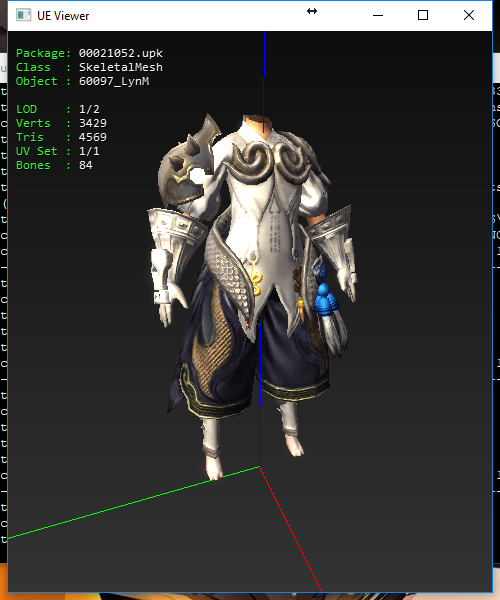 UE Viewer
Package: 00021052.upk
Class : SkeletalMesh
Object : 60097_LynM
LOD : 1/2
Verts : 3429
Tris : 4569
UV Set : 1/1
Bones : 84